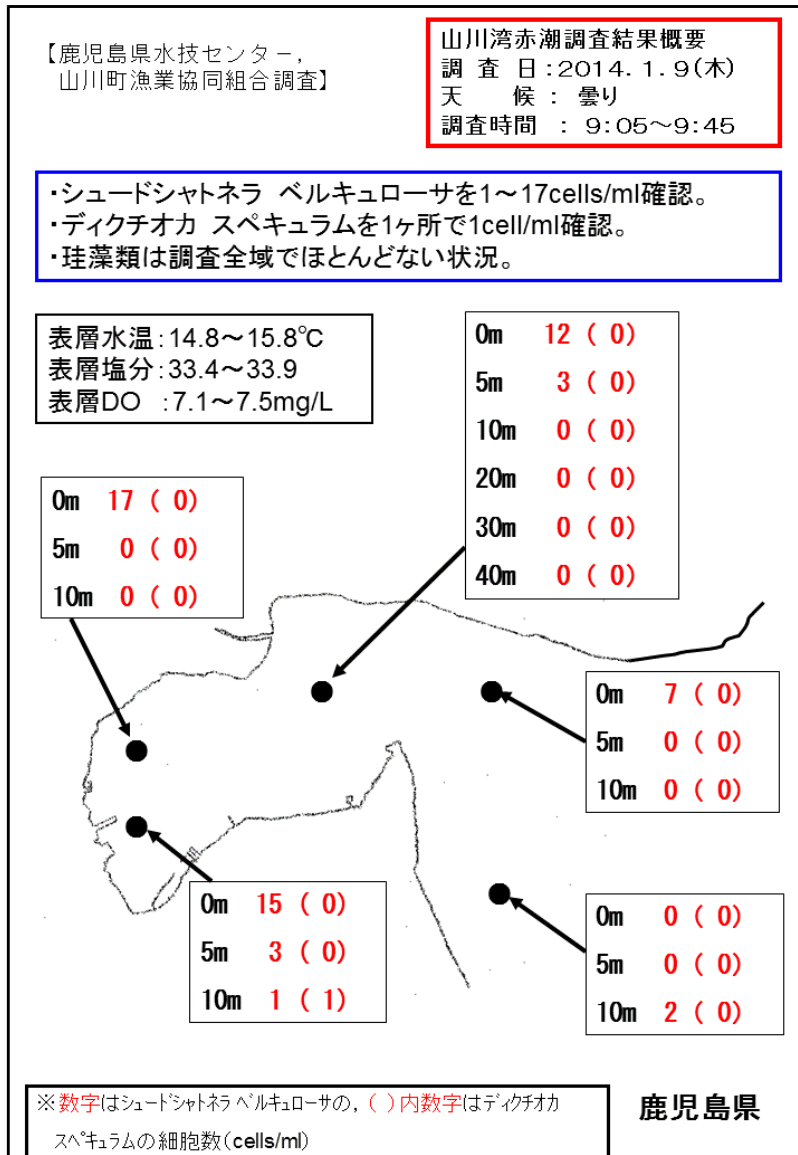 【鹿児島県水技センター,
山川町漁業協同組合調査】
山川湾赤潮調査結果概要
調 査 日:2014.1.9(木)
天　　候 : 曇り
調査時間 : 9:05～9:45
・シュードシャトネラ ベルキュローサを1～17cells/ml確認。
・ディクチオカ スペキュラムを1ヶ所で1cell/ml確認。
・珪藻類は調査全域でほとんどない状況。
表層水温:14.8～15.8℃
表層塩分:33.4～33.9
表層DO :7.1～7.5mg/L
0m 12 ( 0)
5m 3 ( 0)
10m 0 ( 0)
20m 0 ( 0)
30m 0 ( 0)
40m 0 ( 0)
0m 17 ( 0)
5m 0 ( 0)
10m 0 ( 0)
0m 7 ( 0)
5m 0 ( 0)
10m 0 ( 0)
0m 15 ( 0)
5m 3 ( 0)
10m 1 ( 1)
0m 0 ( 0)
5m 0 ( 0)
10m 2 ( 0)
※数字はシュードシャトネラ ベルキュローサの,( )内数字はディクチオカ
スペキュラムの細胞数(cells/ml)
鹿児島県